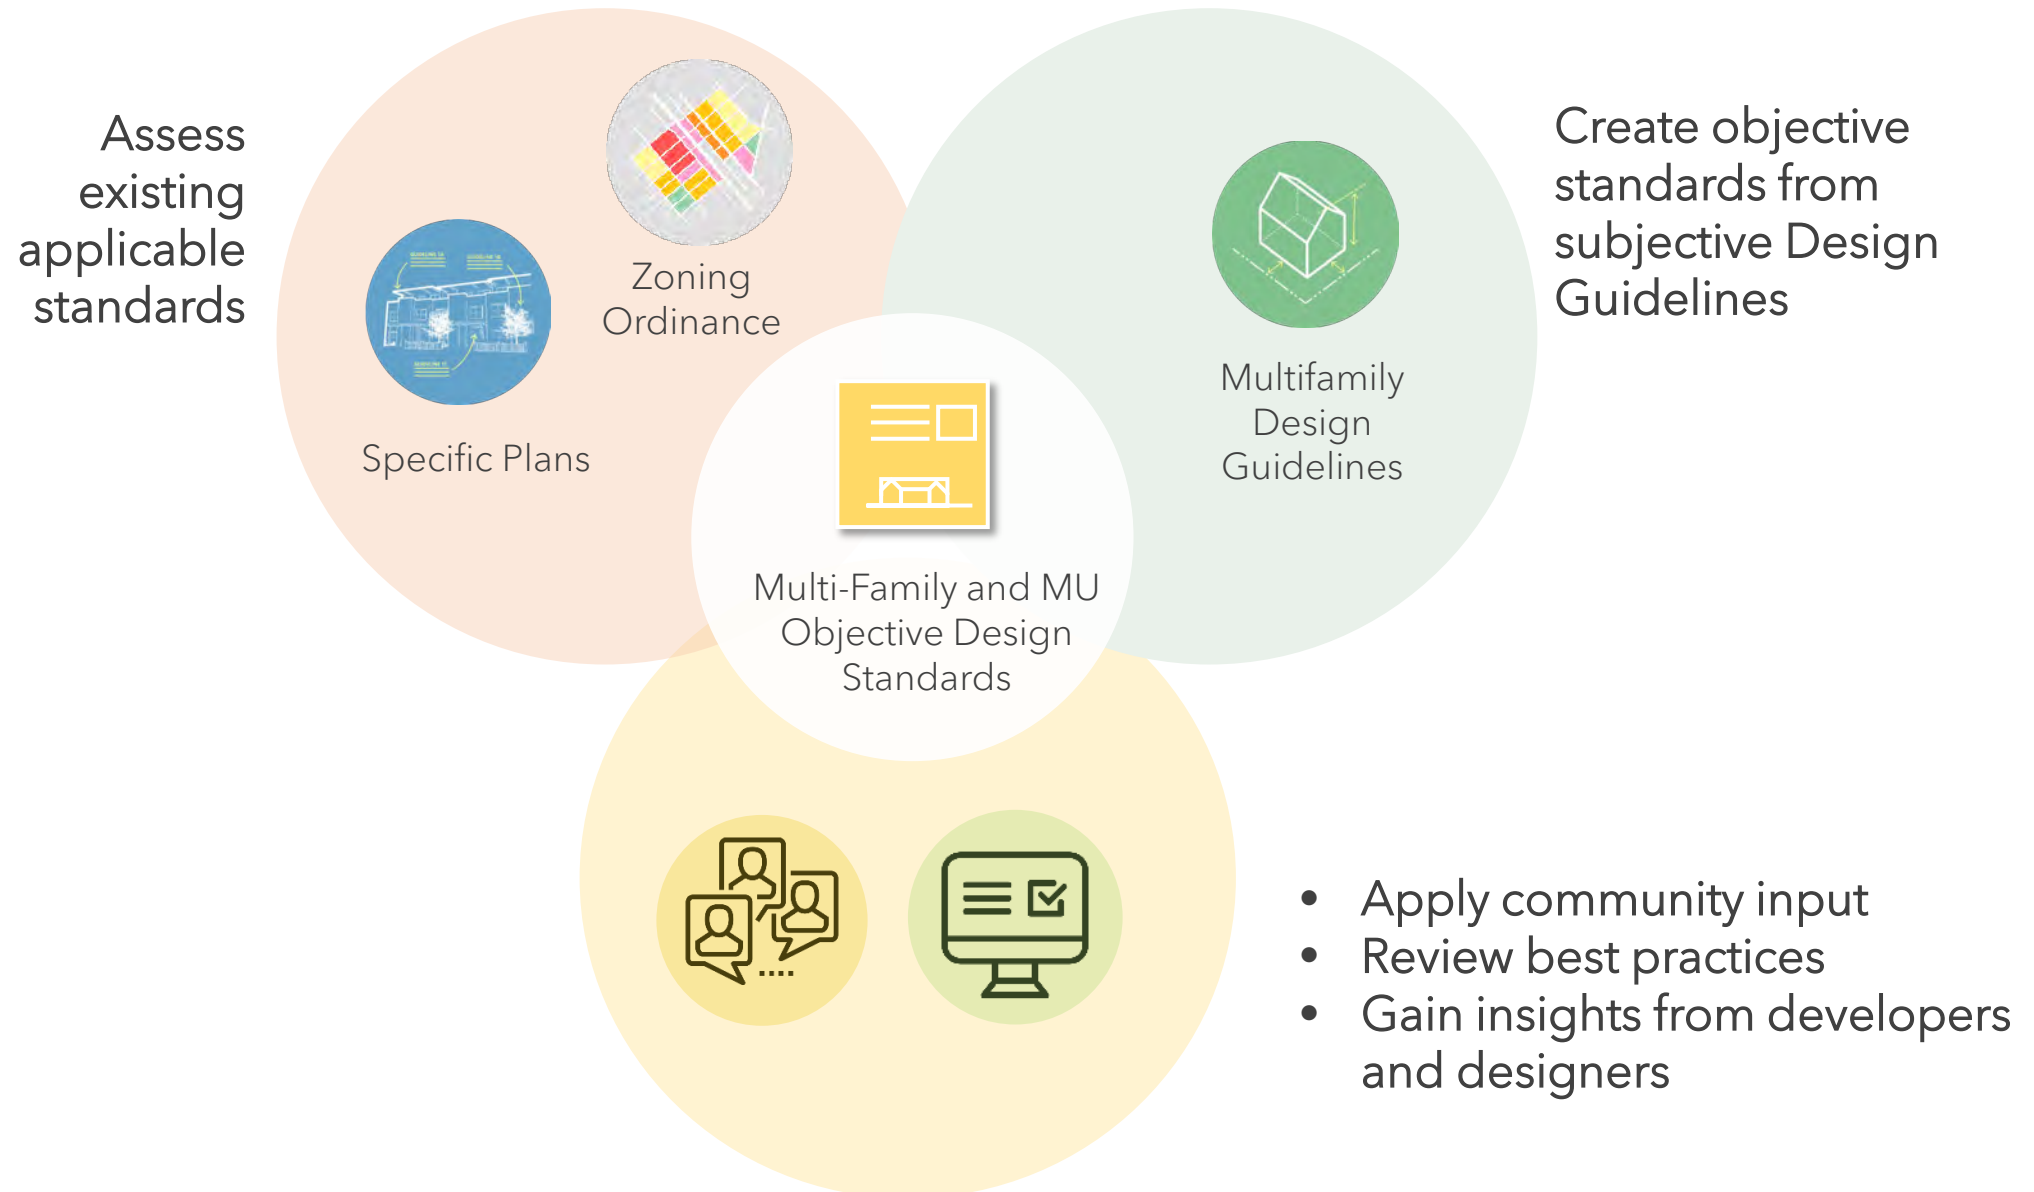 Assess
existing
applicable
standards
Zoning
Ordinance
Specific Plans
Create objective
standards from
subjective Design
Guidelines
Multifamily
Design
Guidelines
Multi-Family and MU
Objective Design
Standards
• Apply community input
• Review best practices
• Gain insights from developers
and designers